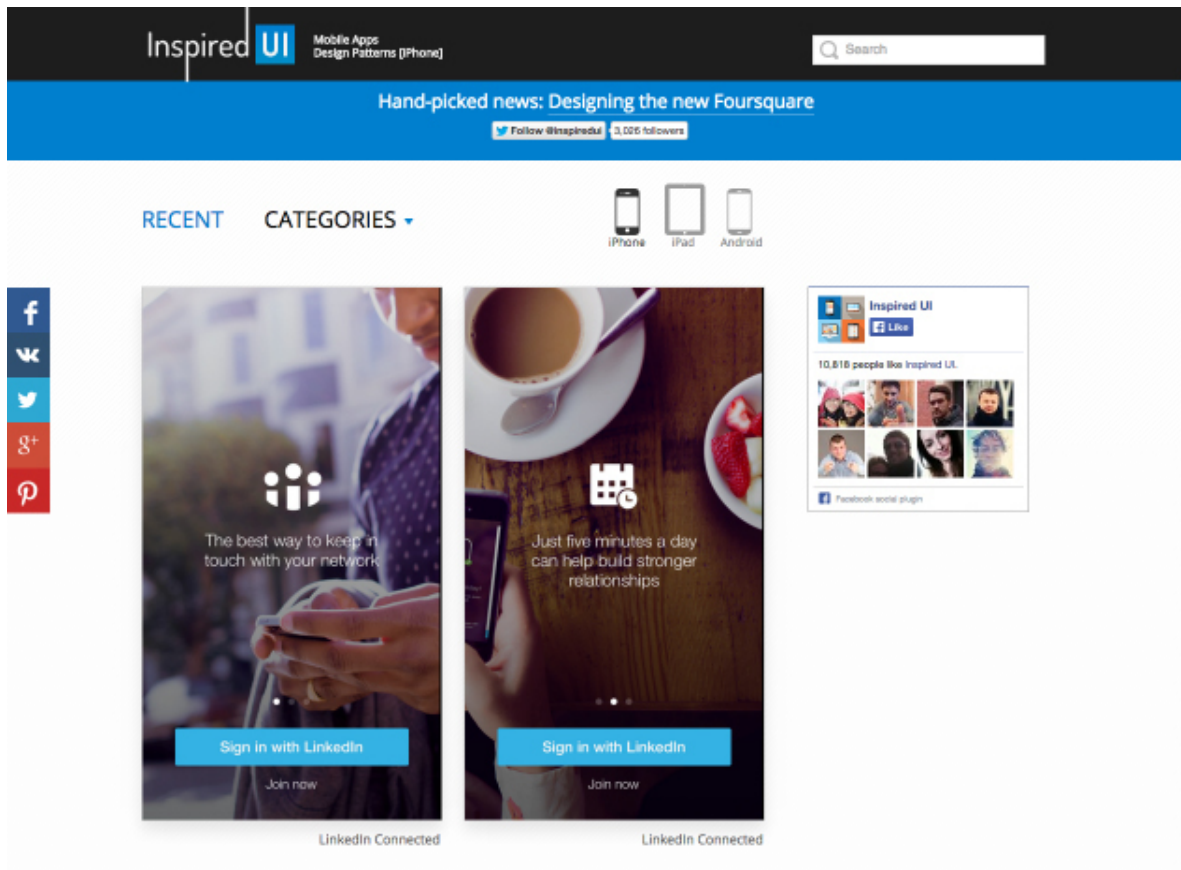 Inspired UI
Mobile Apps
Design Patterns [iPhone]
Search
Hand-picked news: Designing the new Foursquare
Follow @inspiredui
3,026 followers
RECENT
CATEGORIES
iPhone
iPad
Android
f
g+
The best way to keep in
touch with your network
Sign in with LinkedIn
Join now
LinkedIn Connected
Just five minutes a day
can help build stronger
relationships
Sign in with LinkedIn
Join now
LinkedIn Connected
Inspired UI
Like
10,818 people like Inspired UI.
Facebook social plugin